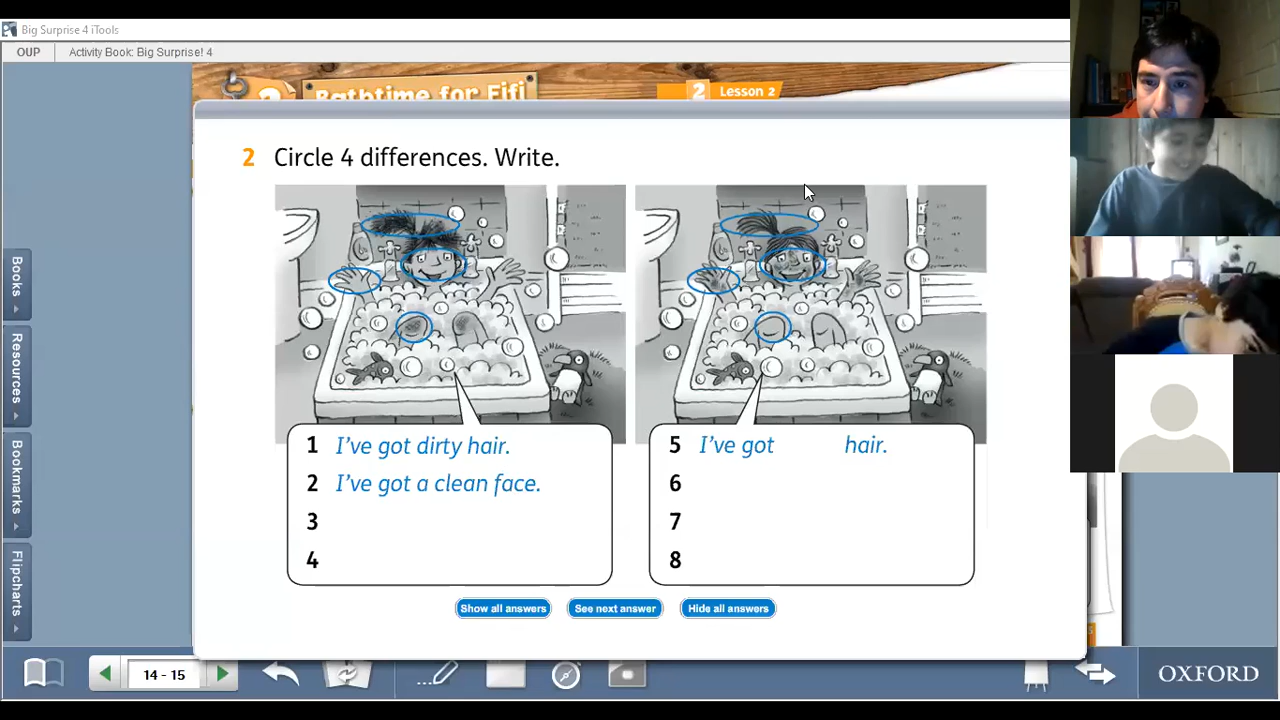 Big Surprise 4 iTools
OUP Activity Book: Big Surprise! 4
Bathtime for Fifi
2 Lesson 2
2 Circle 4 differences. Write.
1 I've got dirty hair.
2 I've got a clean face.
3
4
5 I've got hair.
6
7
8
Show all answers
See next answer
Hide all answers
Books
Resources
Bookmarks
Flipcharts
14 - 15
OXFORD